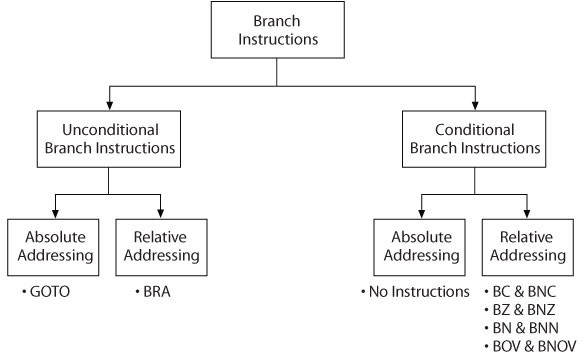 Branch
Instructions
Unconditional
Branch Instructions
Conditional
Branch Instructions
Absolute
Addressing
Relative
Addressing
Absolute
Addressing
Relative
Addressing
• GOTO
• BRA
• No Instructions
• BC & BNC
• BZ & BNZ
• BN & BNN
• BOV & BNOV